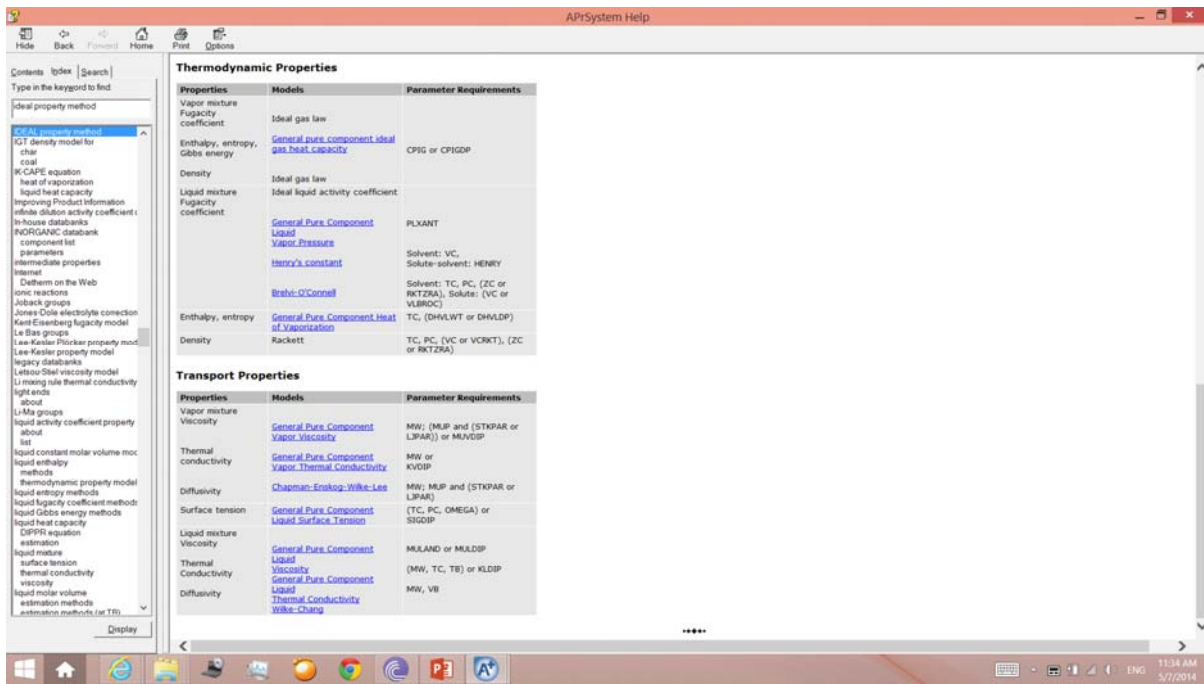 APrSystem Help
Hide Back Forward Home Print Options
Contents Index Search
Type in the keyword to find:
ideal property method
IDEAL property method
IGT density model for
char
coal
IK-CAPE equation
heat of vaporization
liquid heat capacity
Improving Product Information
infinite dilution activity coefficient c
In-house databanks
INORGANIC databank
component list
parameters
intermediate properties
Internet
Detherm on the Web
ionic reactions
Joback groups
Jones-Dole electrolyte correction
Kent-Eisenberg fugacity model
Le Bas groups
Lee-Kesler Plöcker property mod
Lee-Kesler property model
legacy databanks
Letsou-Stiel viscosity model
Li mixing rule thermal conductivity
light ends
about
Li-Ma groups
liquid activity coefficient property
about
list
liquid constant molar volume moc
liquid enthalpy
methods
thermodynamic property model
liquid entropy methods
liquid fugacity coefficient methods
liquid Gibbs energy methods
liquid heat capacity
DIPPR equation
estimation
liquid mixture
surface tension
thermal conductivity
viscosity
liquid molar volume
estimation methods
estimation methods (at TB)
Display
Thermodynamic Properties
Properties Models Parameter Requirements
Vapor mixture
Fugacity
coefficient Ideal gas law
Enthalpy, entropy,
Gibbs energy General pure component ideal
gas heat capacity CPIG or CPIGDP
Density Ideal gas law
Liquid mixture
Fugacity
coefficient Ideal liquid activity coefficient
General Pure Component
Liquid
Vapor Pressure PLXANT
Henry's constant Solvent: VC,
Solute-solvent: HENRY
Brelvi-O'Connell Solvent: TC, PC, (ZC or
RKTZRA), Solute: (VC or
VLBROC)
Enthalpy, entropy General Pure Component Heat
of Vaporization TC, (DHVLWT or DHVLDP)
Density Rackett TC, PC, (VC or VCRKT), (ZC
or RKTZRA)
Transport Properties
Properties Models Parameter Requirements
Vapor mixture
Viscosity General Pure Component
Vapor Viscosity MW; (MUP and (STKPAR or
LJPAR)) or MUVDIP
Thermal
conductivity General Pure Component
Vapor Thermal Conductivity MW or
KVDIP
Diffusivity Chapman-Enskog-Wilke-Lee MW; MUP and (STKPAR or
LJPAR)
Surface tension General Pure Component
Liquid Surface Tension (TC, PC, OMEGA) or
SIGDIP
Liquid mixture
Viscosity General Pure Component
Liquid
Viscosity MULAND or MULDIP
Thermal
Conductivity General Pure Component
Liquid
Thermal Conductivity (MW, TC, TB) or KLDIP
Diffusivity Wilke-Chang MW, VB
ENG
11:34 AM
5/7/2014